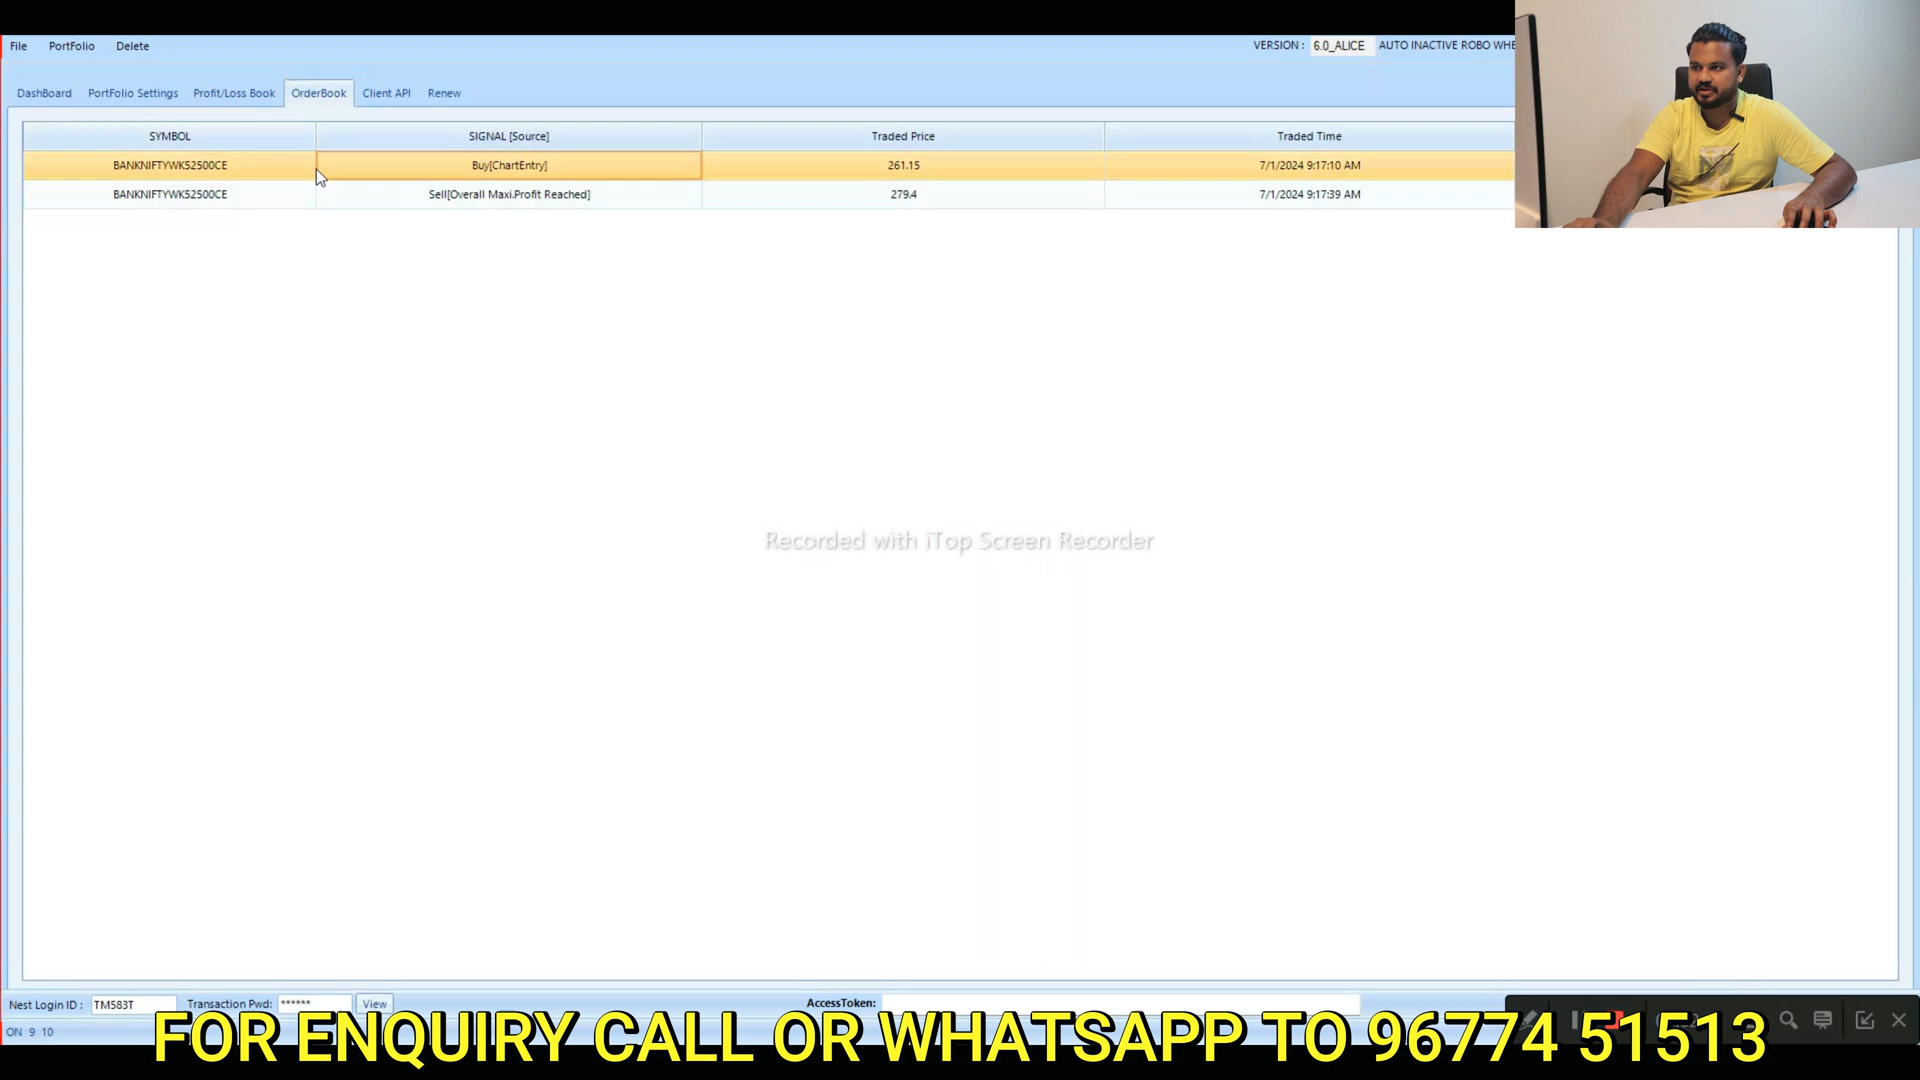 File PortFolio Delete
VERSION : 6.0_ALICE AUTO INACTIVE ROBO WHE
DashBoard PortFolio Settings Profit/Loss Book OrderBook Client API Renew
SYMBOL SIGNAL [Source] Traded Price Traded Time
BANKNIFTYWK52500CE Buy[ChartEntry] 261.15 7/1/2024 9:17:10 AM
BANKNIFTYWK52500CE Sell[Overall Maxi.Profit Reached] 279.4 7/1/2024 9:17:39 AM
Recorded with iTop Screen Recorder
Nest Login ID : TM583T Transaction Pwd: ****** View AccessToken:
ON 9 10
FOR ENQUIRY CALL OR WHATSAPP TO 96774 51513